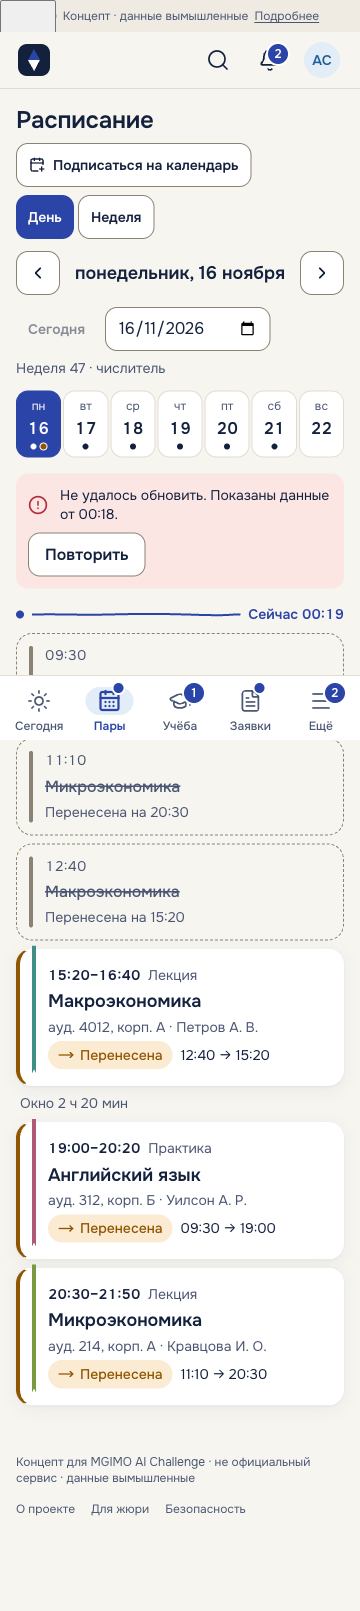 Концепт · данные вымышленные Подробнее
2
АС
Расписание
Подписаться на календарь
День Неделя
понедельник, 16 ноября
Сегодня 16/11/2026
Неделя 47 · числитель
пн вт ср чт пт сб вс
16 17 18 19 20 21 22
Не удалось обновить. Показаны данные
от 00:18.
Повторить
Сейчас 00:19
09:30
1 2
Сегодня Пары Учёба Заявки Ещё
11:10
Микроэкономика
Перенесена на 20:30
12:40
Макроэкономика
Перенесена на 15:20
15:20–16:40 Лекция
Макроэкономика
ауд. 4012, корп. А · Петров А. В.
→ Перенесена 12:40 → 15:20
Окно 2 ч 20 мин
19:00–20:20 Практика
Английский язык
ауд. 312, корп. Б · Уилсон А. Р.
→ Перенесена 09:30 → 19:00
20:30–21:50 Лекция
Микроэкономика
ауд. 214, корп. А · Кравцова И. О.
→ Перенесена 11:10 → 20:30
Концепт для MGIMO AI Challenge · не официальный
сервис · данные вымышленные
О проекте Для жюри Безопасность